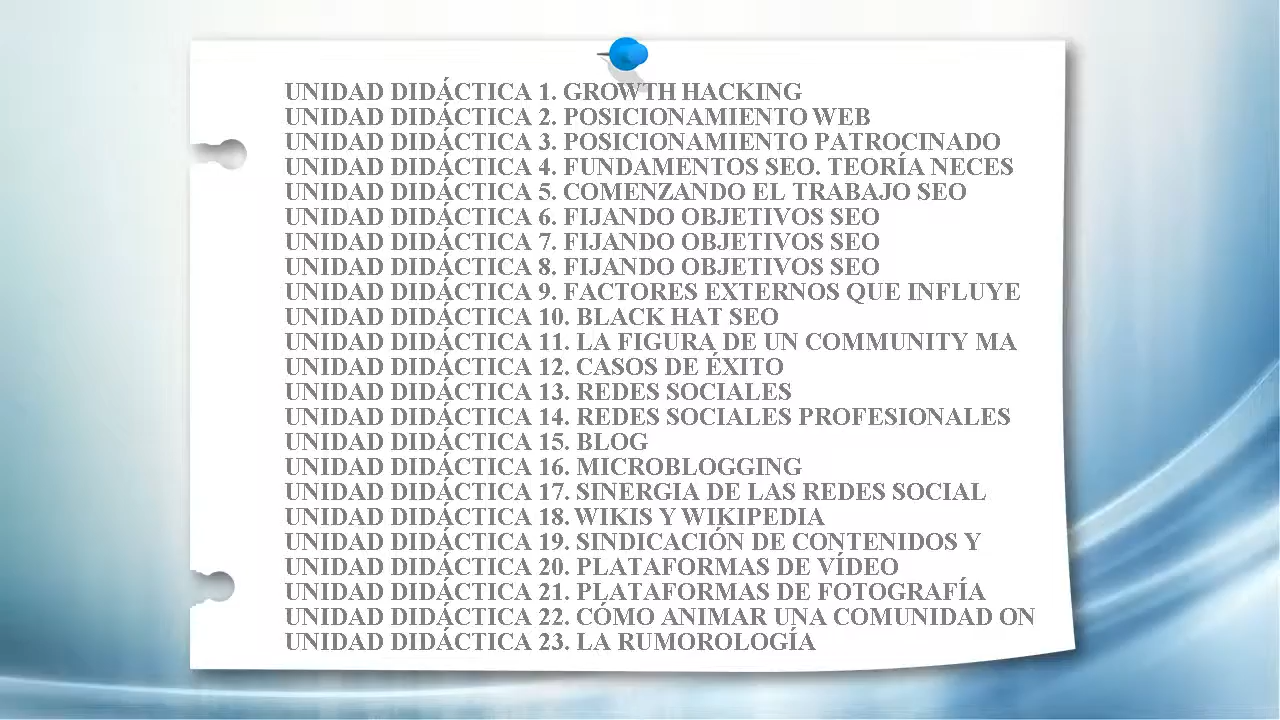 UNIDAD DIDÁCTICA 1. GROWTH HACKING
UNIDAD DIDÁCTICA 2. POSICIONAMIENTO WEB
UNIDAD DIDÁCTICA 3. POSICIONAMIENTO PATROCINADO
UNIDAD DIDÁCTICA 4. FUNDAMENTOS SEO. TEORÍA NECES
UNIDAD DIDÁCTICA 5. COMENZANDO EL TRABAJO SEO
UNIDAD DIDÁCTICA 6. FIJANDO OBJETIVOS SEO
UNIDAD DIDÁCTICA 7. FIJANDO OBJETIVOS SEO
UNIDAD DIDÁCTICA 8. FIJANDO OBJETIVOS SEO
UNIDAD DIDÁCTICA 9. FACTORES EXTERNOS QUE INFLUYE
UNIDAD DIDÁCTICA 10. BLACK HAT SEO
UNIDAD DIDÁCTICA 11. LA FIGURA DE UN COMMUNITY MA
UNIDAD DIDÁCTICA 12. CASOS DE ÉXITO
UNIDAD DIDÁCTICA 13. REDES SOCIALES
UNIDAD DIDÁCTICA 14. REDES SOCIALES PROFESIONALES
UNIDAD DIDÁCTICA 15. BLOG
UNIDAD DIDÁCTICA 16. MICROBLOGGING
UNIDAD DIDÁCTICA 17. SINERGIA DE LAS REDES SOCIAL
UNIDAD DIDÁCTICA 18. WIKIS Y WIKIPEDIA
UNIDAD DIDÁCTICA 19. SINDICACIÓN DE CONTENIDOS Y
UNIDAD DIDÁCTICA 20. PLATAFORMAS DE VÍDEO
UNIDAD DIDÁCTICA 21. PLATAFORMAS DE FOTOGRAFÍA
UNIDAD DIDÁCTICA 22. CÓMO ANIMAR UNA COMUNIDAD ON
UNIDAD DIDÁCTICA 23. LA RUMOROLOGÍA